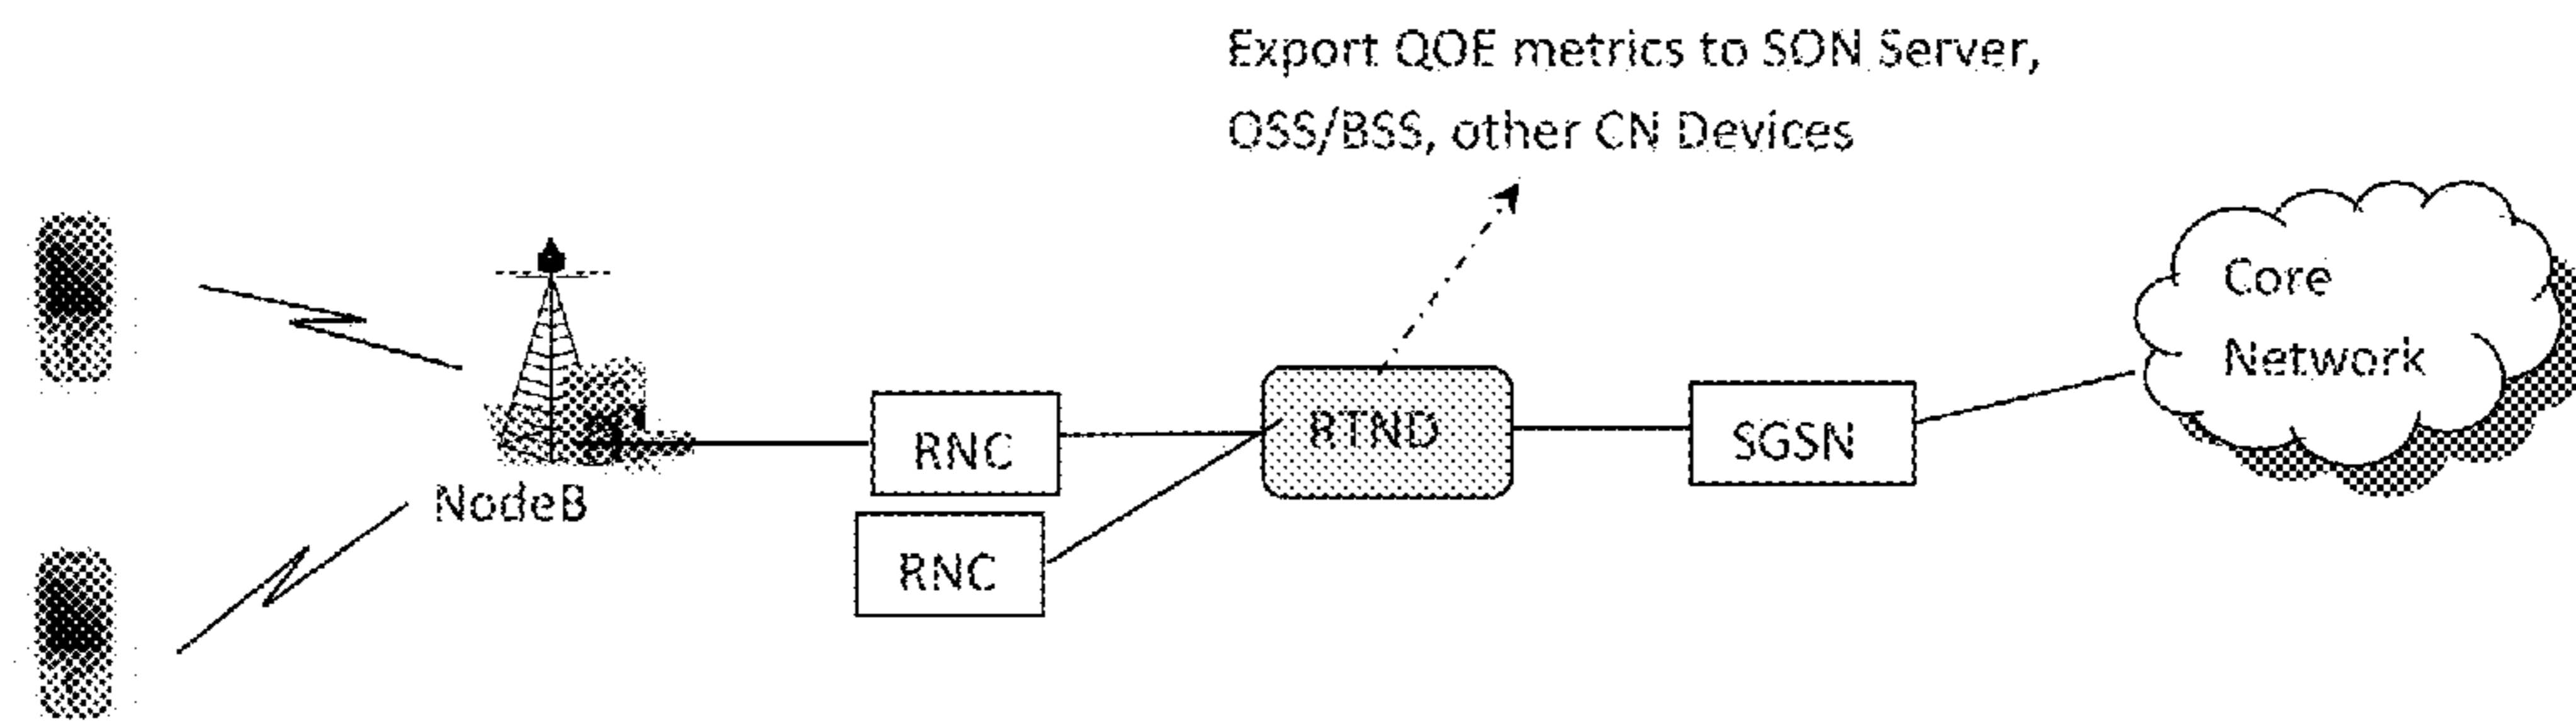 Export QOE metrics to SON Server,
OSS/BSS, other CN Devices
Core
Network
RNC
RTND
SGSN
NodeB
RNC